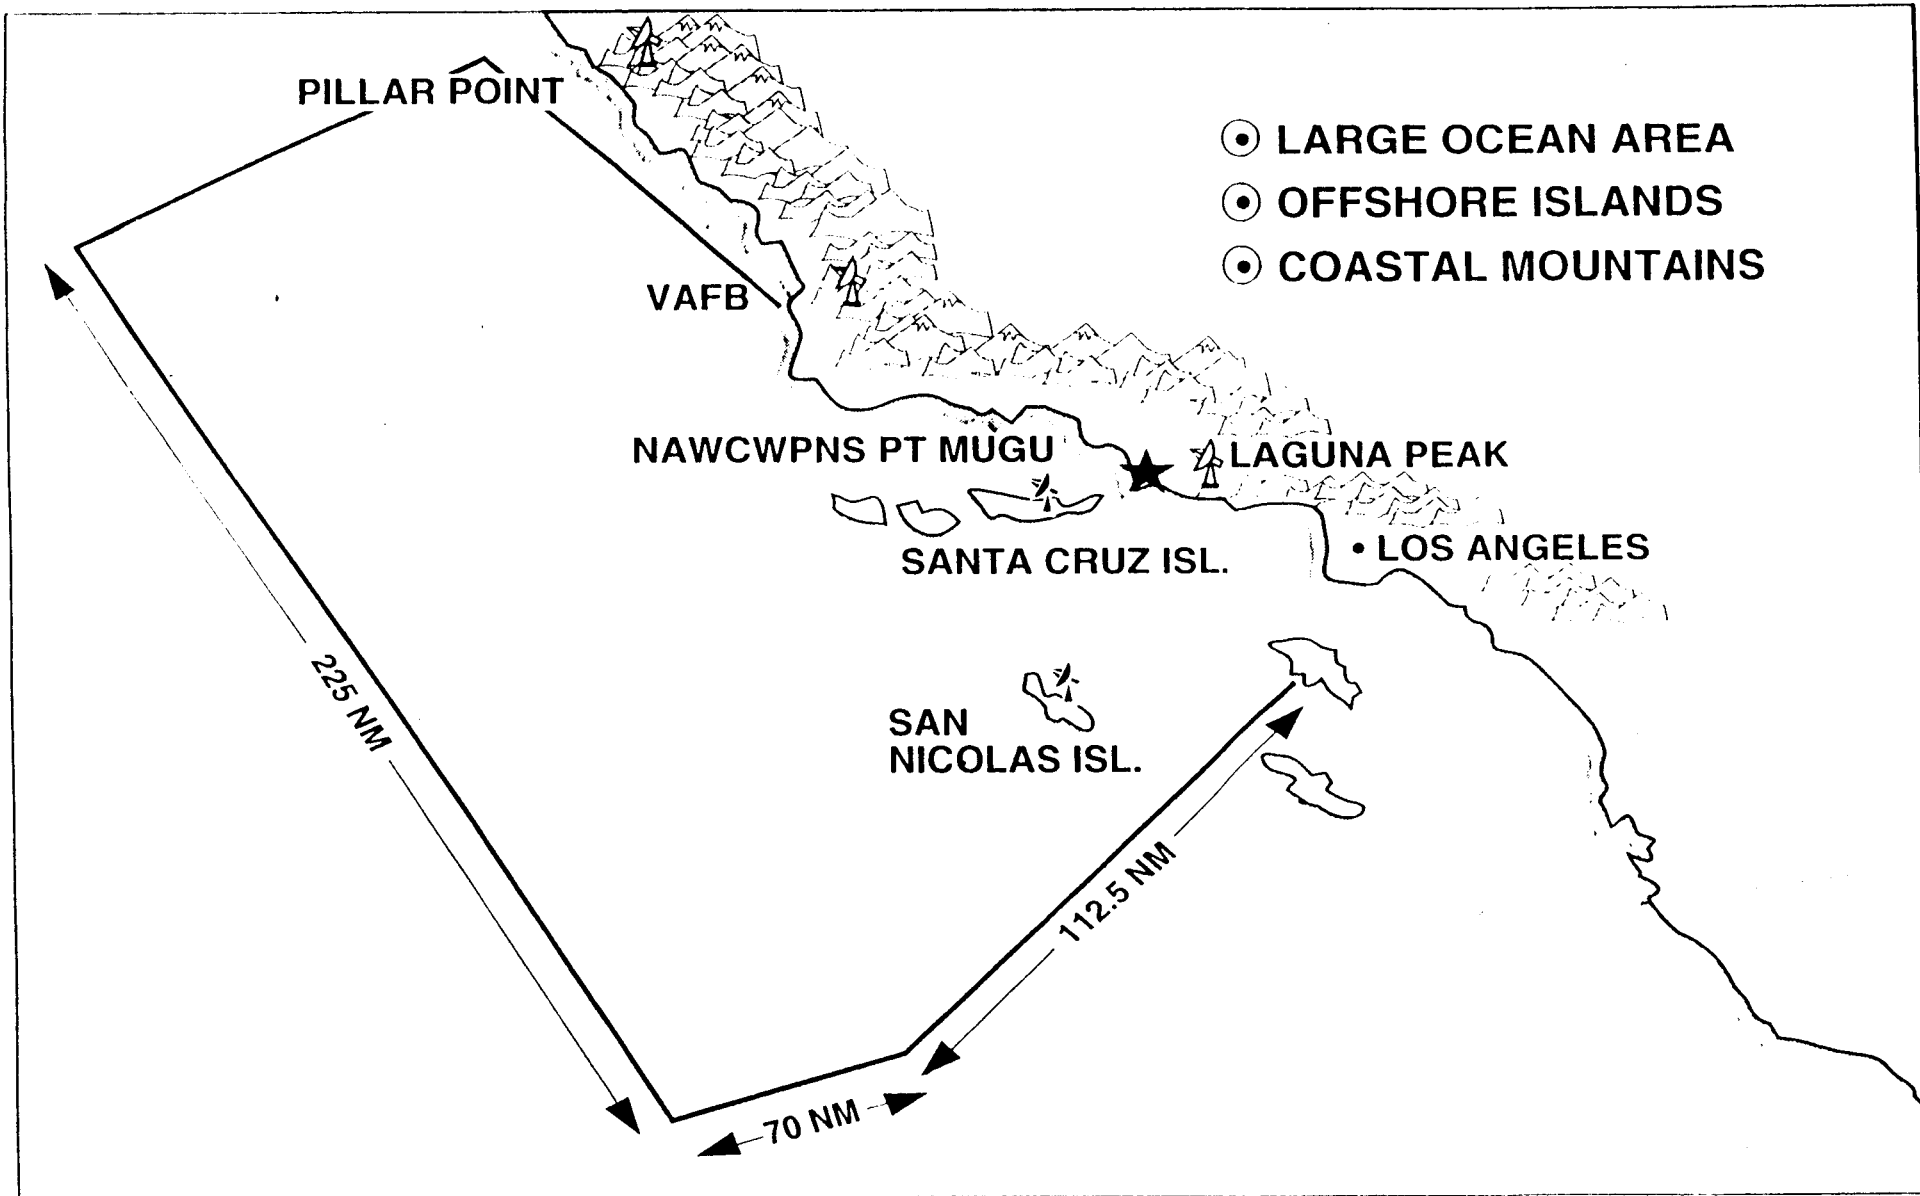 PILLAR POINT
LARGE OCEAN AREA
OFFSHORE ISLANDS
COASTAL MOUNTAINS
VAFB
NAWCWPNS PT MUGU
LAGUNA PEAK
LOS ANGELES
SANTA CRUZ ISL.
225 NM
SAN
NICOLAS ISL.
112.5 NM
70 NM